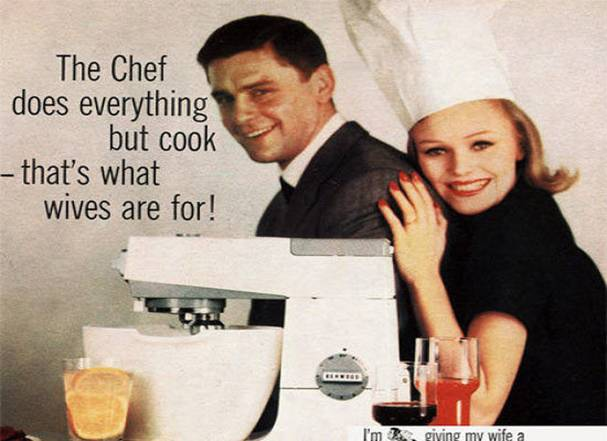 The Chef
does everything
but cook
– that's what
wives are for!
KENWOOD
I'm giving my wife a